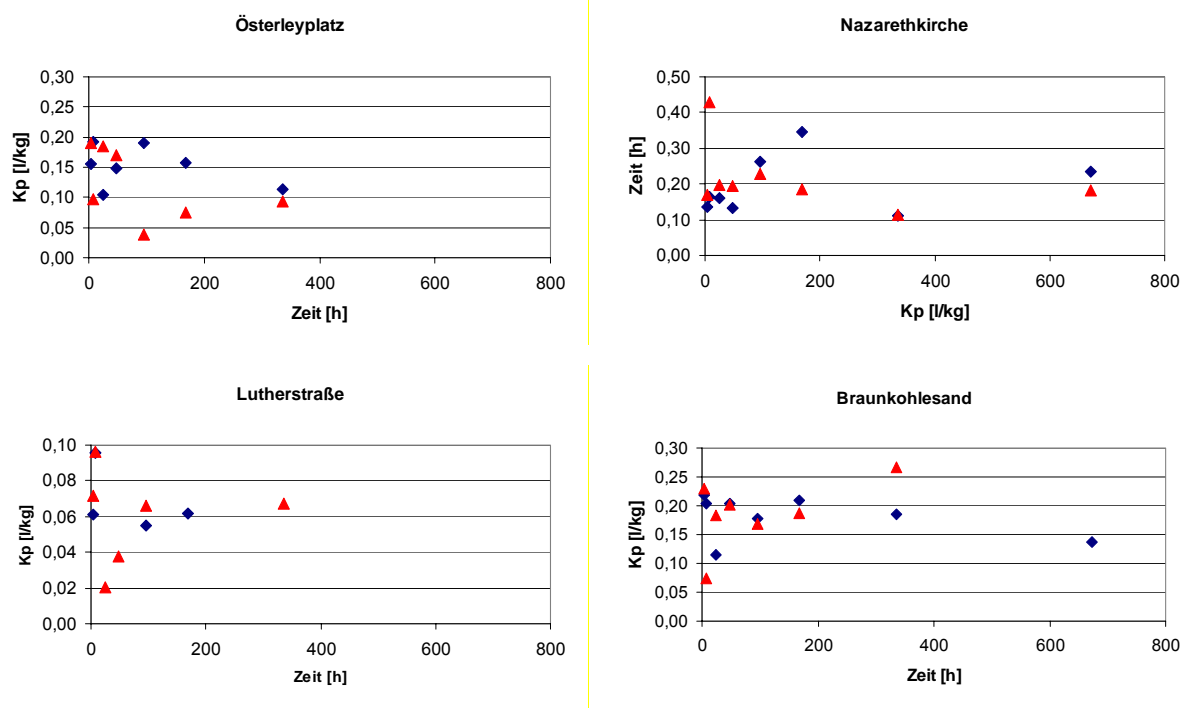 Österleyplatz
0,30
0,25
0,20
0,15
0,10
0,05
0,00
Kp [l/kg]
0 200 400 600 800
Zeit [h]
Nazarethkirche
0,50
0,40
0,30
0,20
0,10
0,00
Zeit [h]
0 200 400 600 800
Kp [l/kg]
Lutherstraße
0,10
0,08
0,06
0,04
0,02
0,00
Kp [l/kg]
0 200 400 600 800
Zeit [h]
Braunkohlesand
0,30
0,25
0,20
0,15
0,10
0,05
0,00
Kp [l/kg]
0 200 400 600 800
Zeit [h]